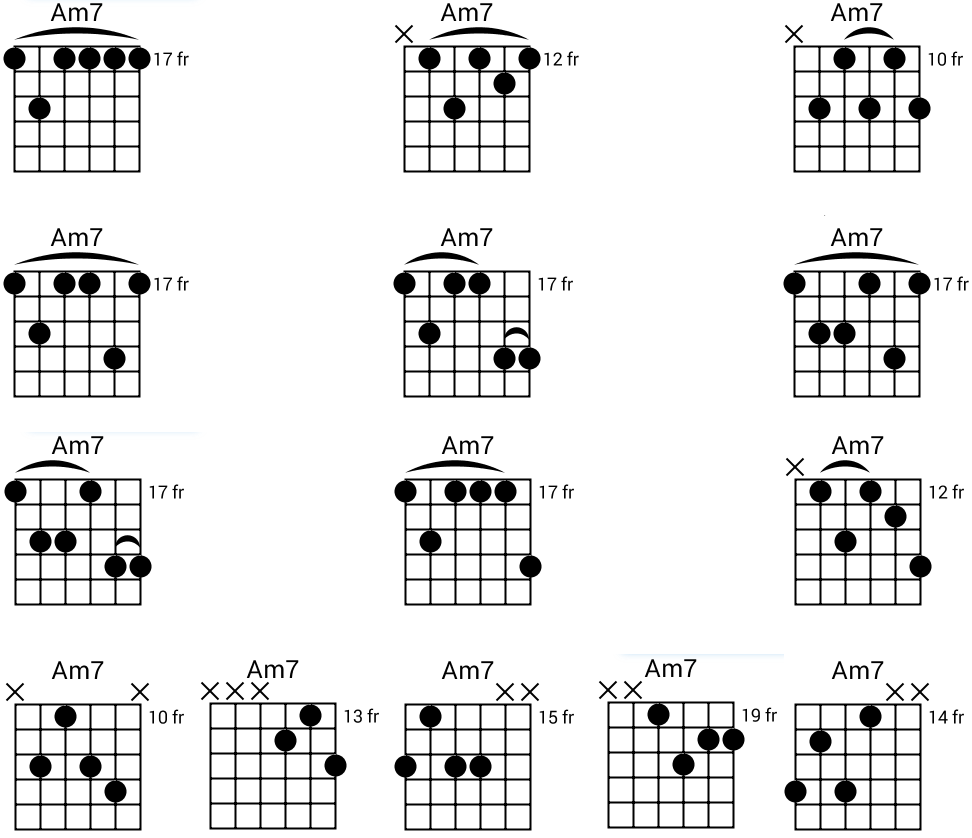 Am7 Am7 Am7
× ×
17 fr 12 fr 10 fr
Am7 Am7 Am7
17 fr 17 fr 17 fr
Am7 Am7 Am7
×
17 fr 17 fr 12 fr
Am7 Am7 Am7 Am7 Am7
× × × × × × × × × × ×
10 fr 13 fr 15 fr 19 fr 14 fr